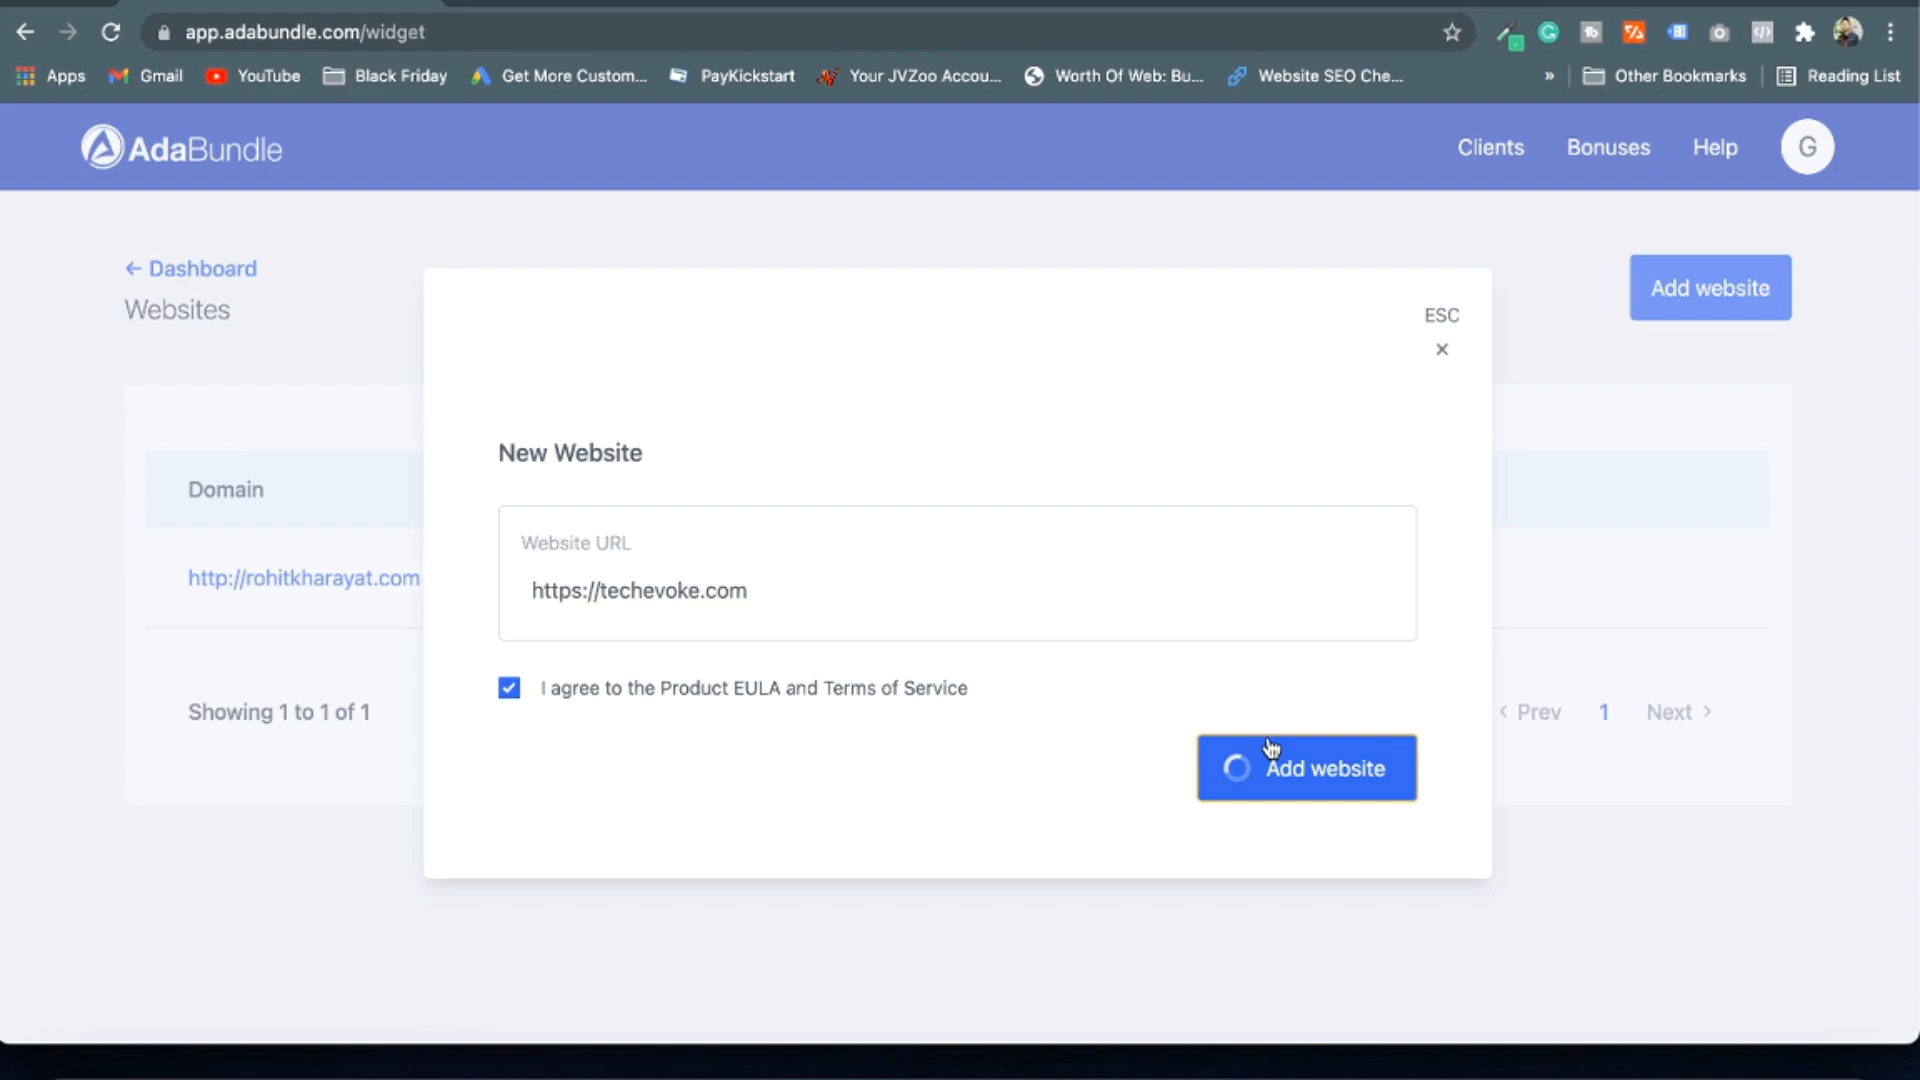 app.adabundle.com/widget
Apps Gmail YouTube Black Friday Get More Custom... PayKickstart Your JVZoo Accou... Worth Of Web: Bu... Website SEO Che... » Other Bookmarks Reading List
AdaBundle Clients Bonuses Help G
← Dashboard
Websites
Add website
ESC
×
New Website
Domain
Website URL
http://rohitkharayat.com
https://techevoke.com
I agree to the Product EULA and Terms of Service
Showing 1 to 1 of 1
‹ Prev 1 Next ›
Add website